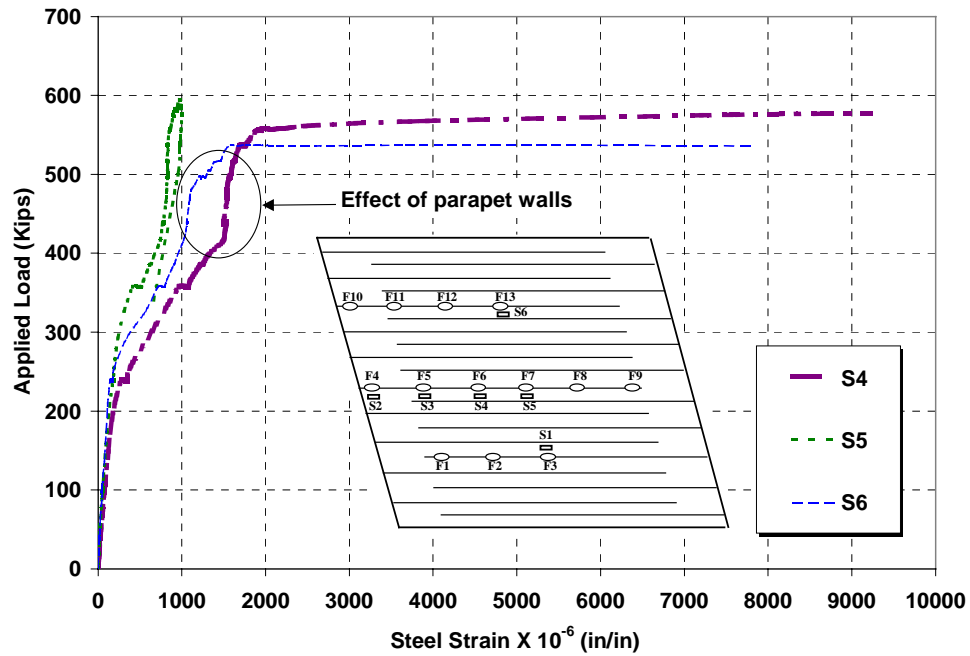 700
600
500
400
300
200
100
0
Applied Load (Kips)
Effect of parapet walls
F10 F11 F12 F13
S6
F4 F5 F6 F7 F8 F9
S2 S3 S4 S5
S1
F1 F2 F3
S4
S5
S6
0 1000 2000 3000 4000 5000 6000 7000 8000 9000 10000
Steel Strain X 10⁻⁶ (in/in)